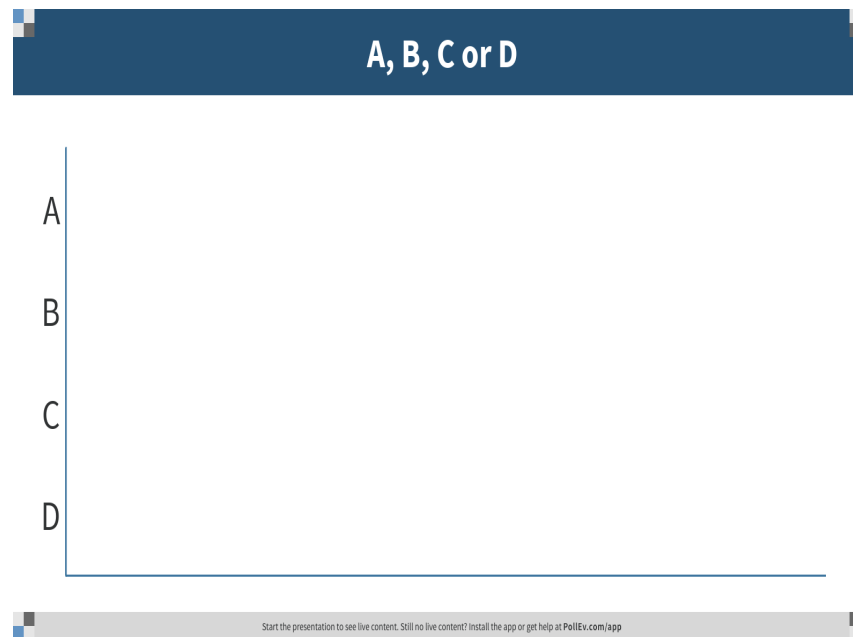 A, B, C or D
A
B
C
D
Start the presentation to see live content. Still no live content? Install the app or get help at PollEv.com/app